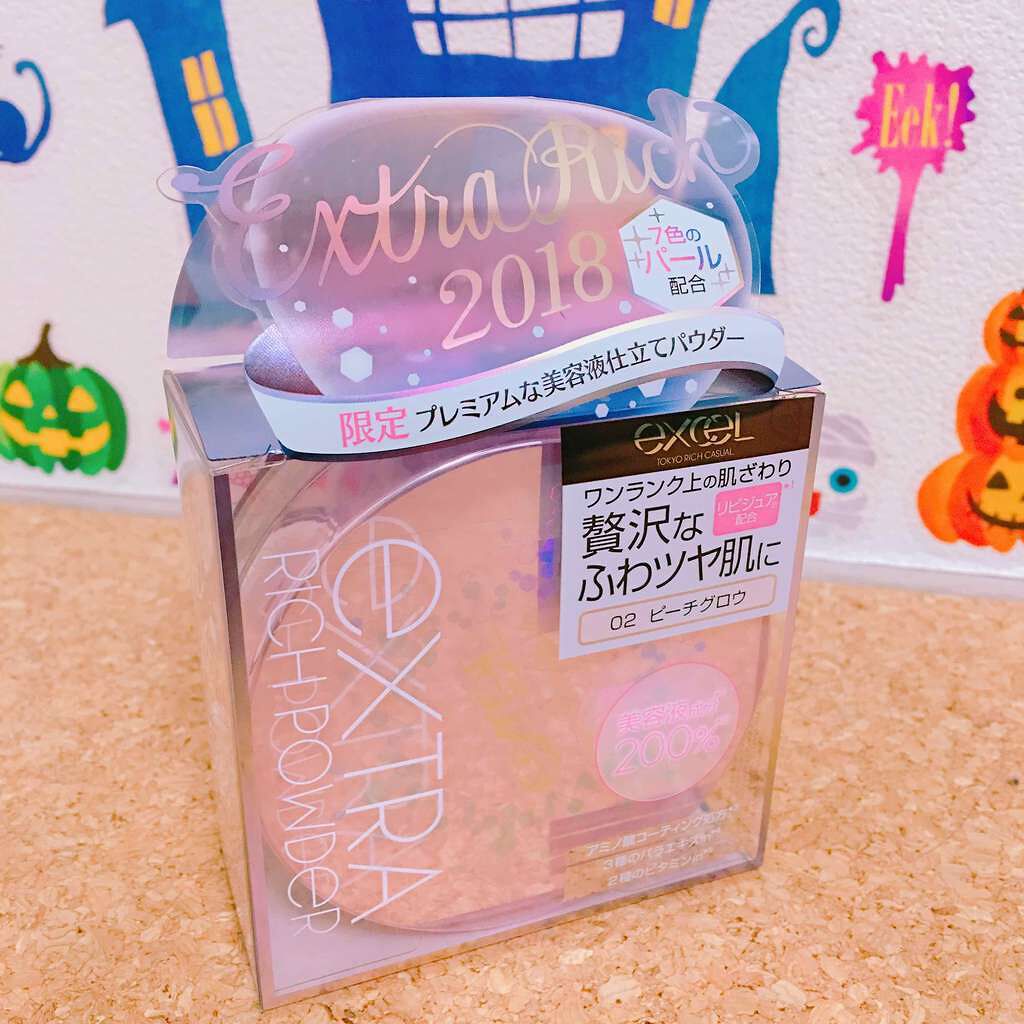 Eek!
Extra Rich
2018
7色の
パール
配合
限定 プレミアムな美容液仕立てパウダー
excel
TOKYO RICH CASUAL
ワンランク上の肌ざわり
リピジュア
配合
贅沢な
ふわツヤ肌に
02 ピーチグロウ
extra
rich powder
美容液
200%
アミノ酸コーティング処方
3種のバラエキス
2種のビタミン